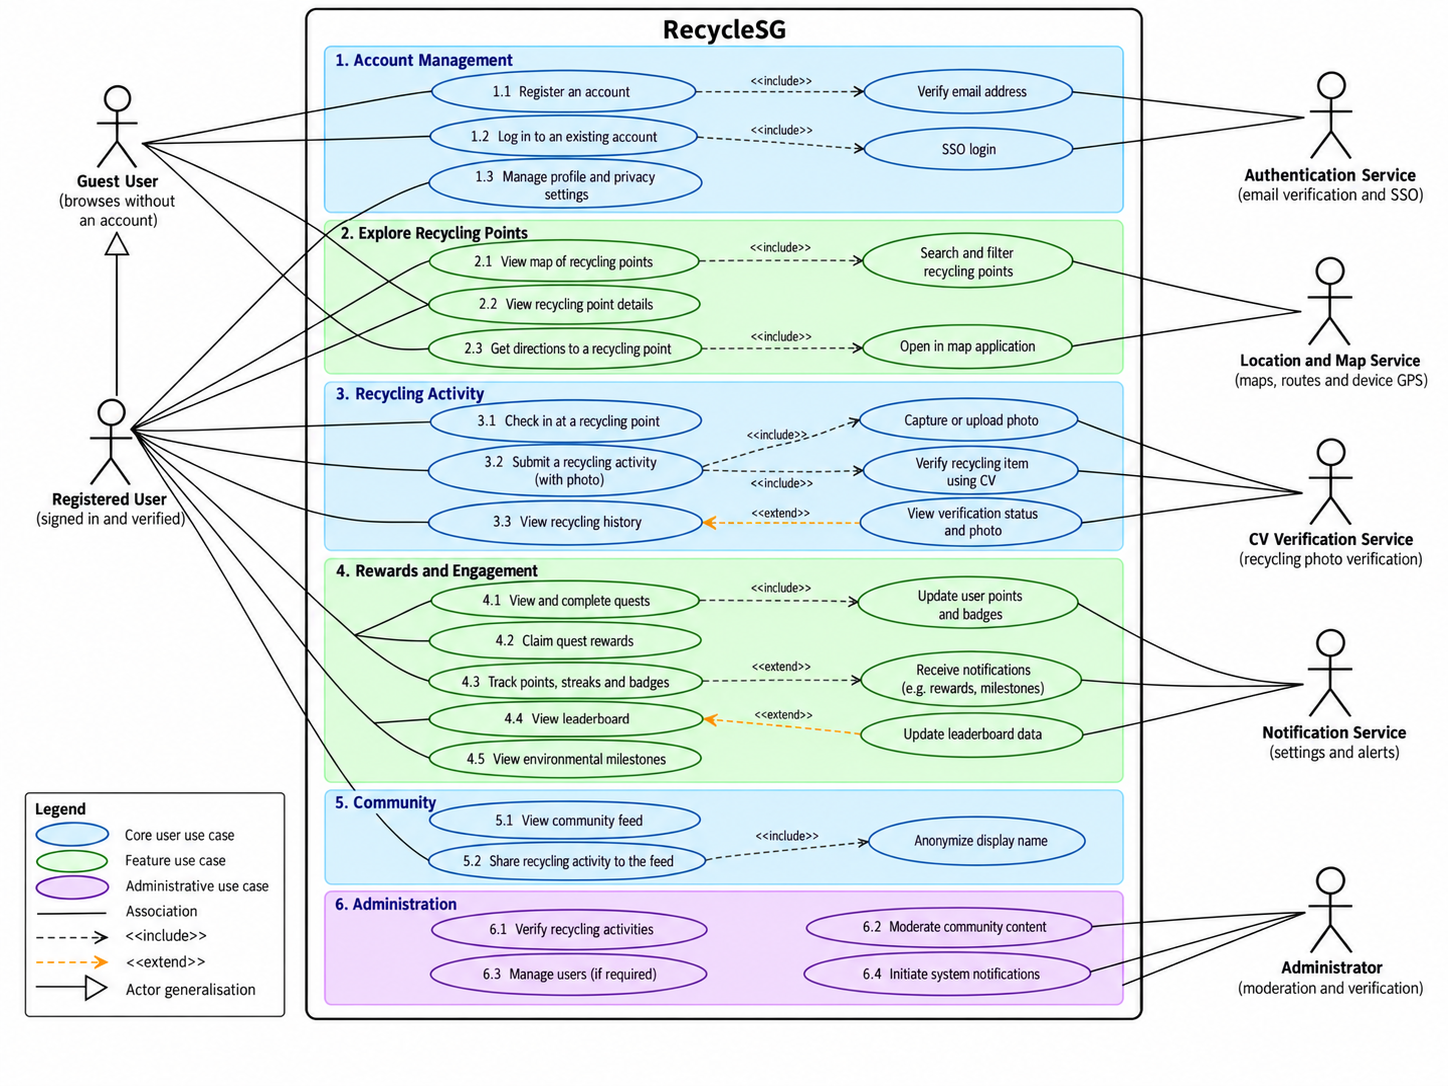 RecycleSG
1. Account Management
1.1 Register an account
<<include>>
Verify email address
1.2 Log in to an existing account
<<include>>
SSO login
1.3 Manage profile and privacy
settings
2. Explore Recycling Points
2.1 View map of recycling points
<<include>>
Search and filter
recycling points
2.2 View recycling point details
2.3 Get directions to a recycling point
<<include>>
Open in map application
3. Recycling Activity
3.1 Check in at a recycling point
<<include>>
Capture or upload photo
3.2 Submit a recycling activity
(with photo)
<<include>>
Verify recycling item
using CV
3.3 View recycling history
<<extend>>
View verification status
and photo
4. Rewards and Engagement
4.1 View and complete quests
<<include>>
Update user points
and badges
4.2 Claim quest rewards
4.3 Track points, streaks and badges
<<extend>>
Receive notifications
(e.g. rewards, milestones)
4.4 View leaderboard
<<extend>>
Update leaderboard data
4.5 View environmental milestones
5. Community
5.1 View community feed
5.2 Share recycling activity to the feed
<<include>>
Anonymize display name
6. Administration
6.1 Verify recycling activities
6.2 Moderate community content
6.3 Manage users (if required)
6.4 Initiate system notifications
Guest User
(browses without
an account)
Registered User
(signed in and verified)
Authentication Service
(email verification and SSO)
Location and Map Service
(maps, routes and device GPS)
CV Verification Service
(recycling photo verification)
Notification Service
(settings and alerts)
Administrator
(moderation and verification)
Legend
Core user use case
Feature use case
Administrative use case
Association
<<include>>
<<extend>>
Actor generalisation